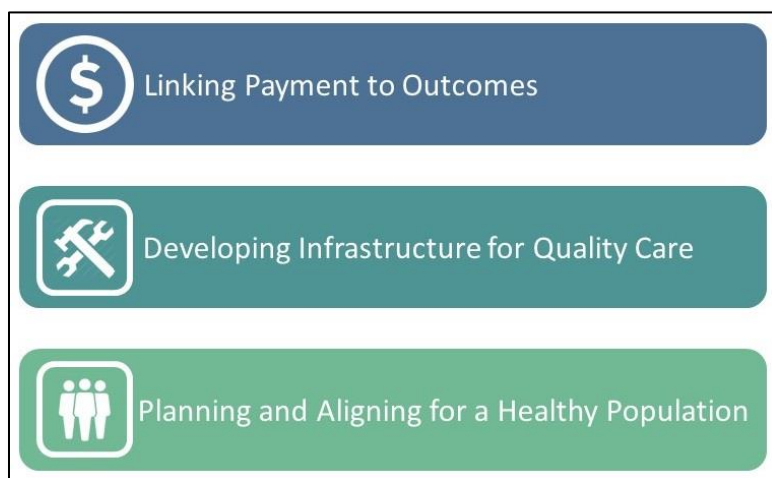 $ Linking Payment to Outcomes
Developing Infrastructure for Quality Care
Planning and Aligning for a Healthy Population